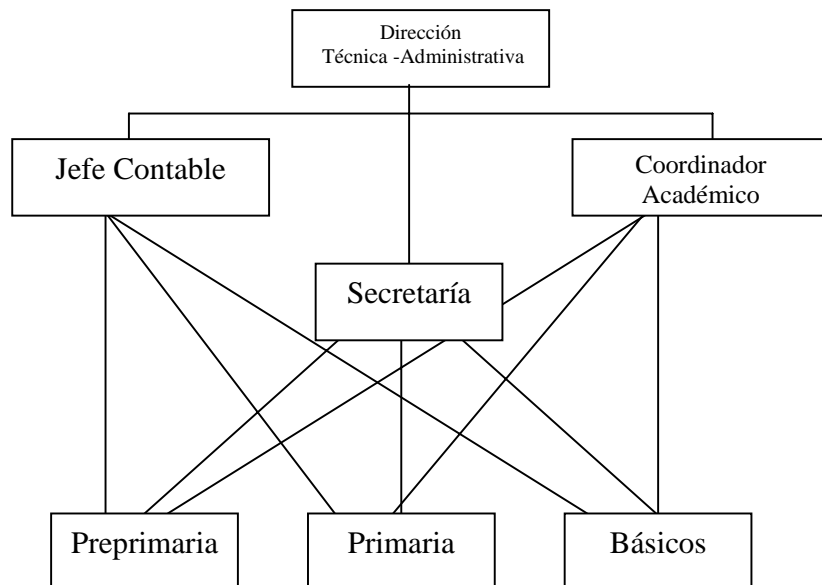 Dirección
Técnica -Administrativa
Jefe Contable
Coordinador
Académico
Secretaría
Preprimaria
Primaria
Básicos